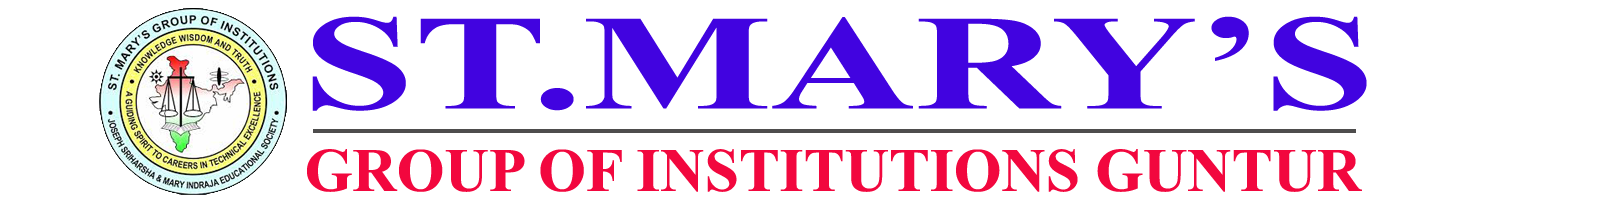 ST. MARY'S GROUP OF INSTITUTIONS
KNOWLEDGE WISDOM AND TRUTH
A GUIDING SPIRIT TO CAREERS IN TECHNICAL EXCELLENCE
JOSEPH SRIHARSHA & MARY INDRAJA EDUCATIONAL SOCIETY
ST.MARY’S
GROUP OF INSTITUTIONS GUNTUR